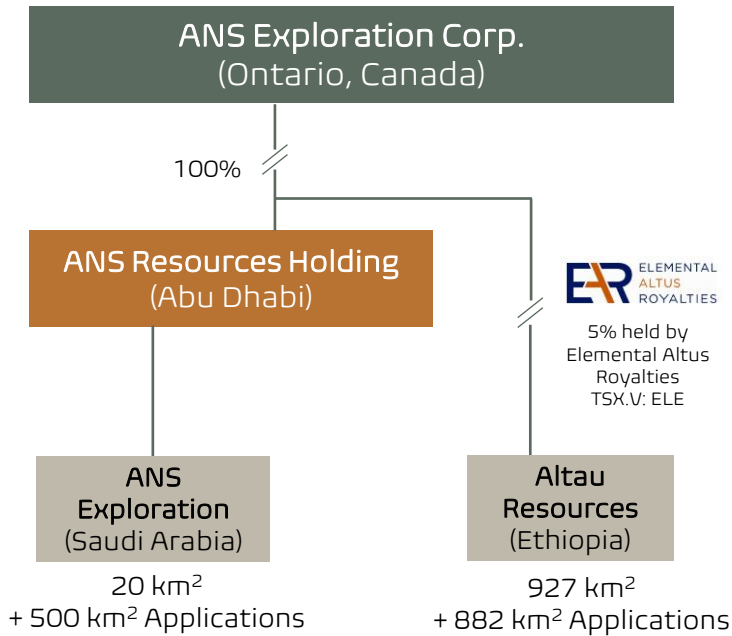 ANS Exploration Corp.
(Ontario, Canada)
100%
ANS Resources Holding
(Abu Dhabi)
EAR ELEMENTAL
ALTUS
ROYALTIES
5% held by
Elemental Altus
Royalties
TSX.V: ELE
ANS
Exploration
(Saudi Arabia)
20 km²
+ 500 km² Applications
Altau
Resources
(Ethiopia)
927 km²
+ 882 km² Applications